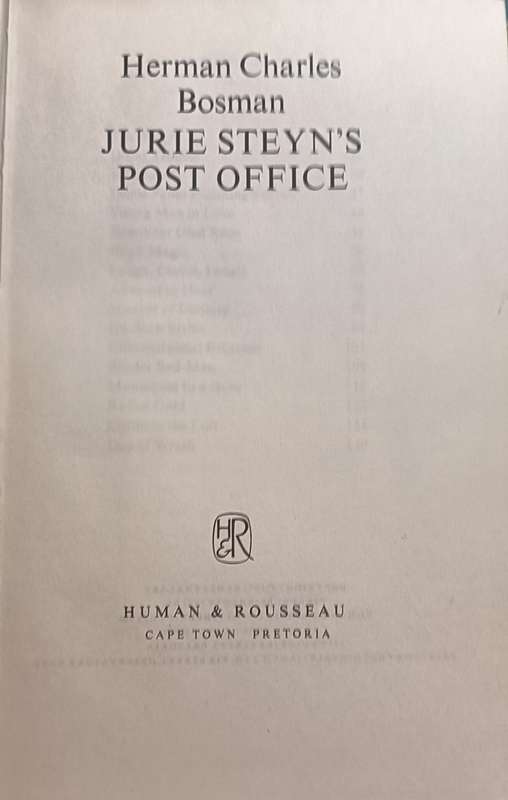 Herman Charles
Bosman
JURIE STEYN'S
POST OFFICE
H&R
HUMAN & ROUSSEAU
CAPE TOWN PRETORIA